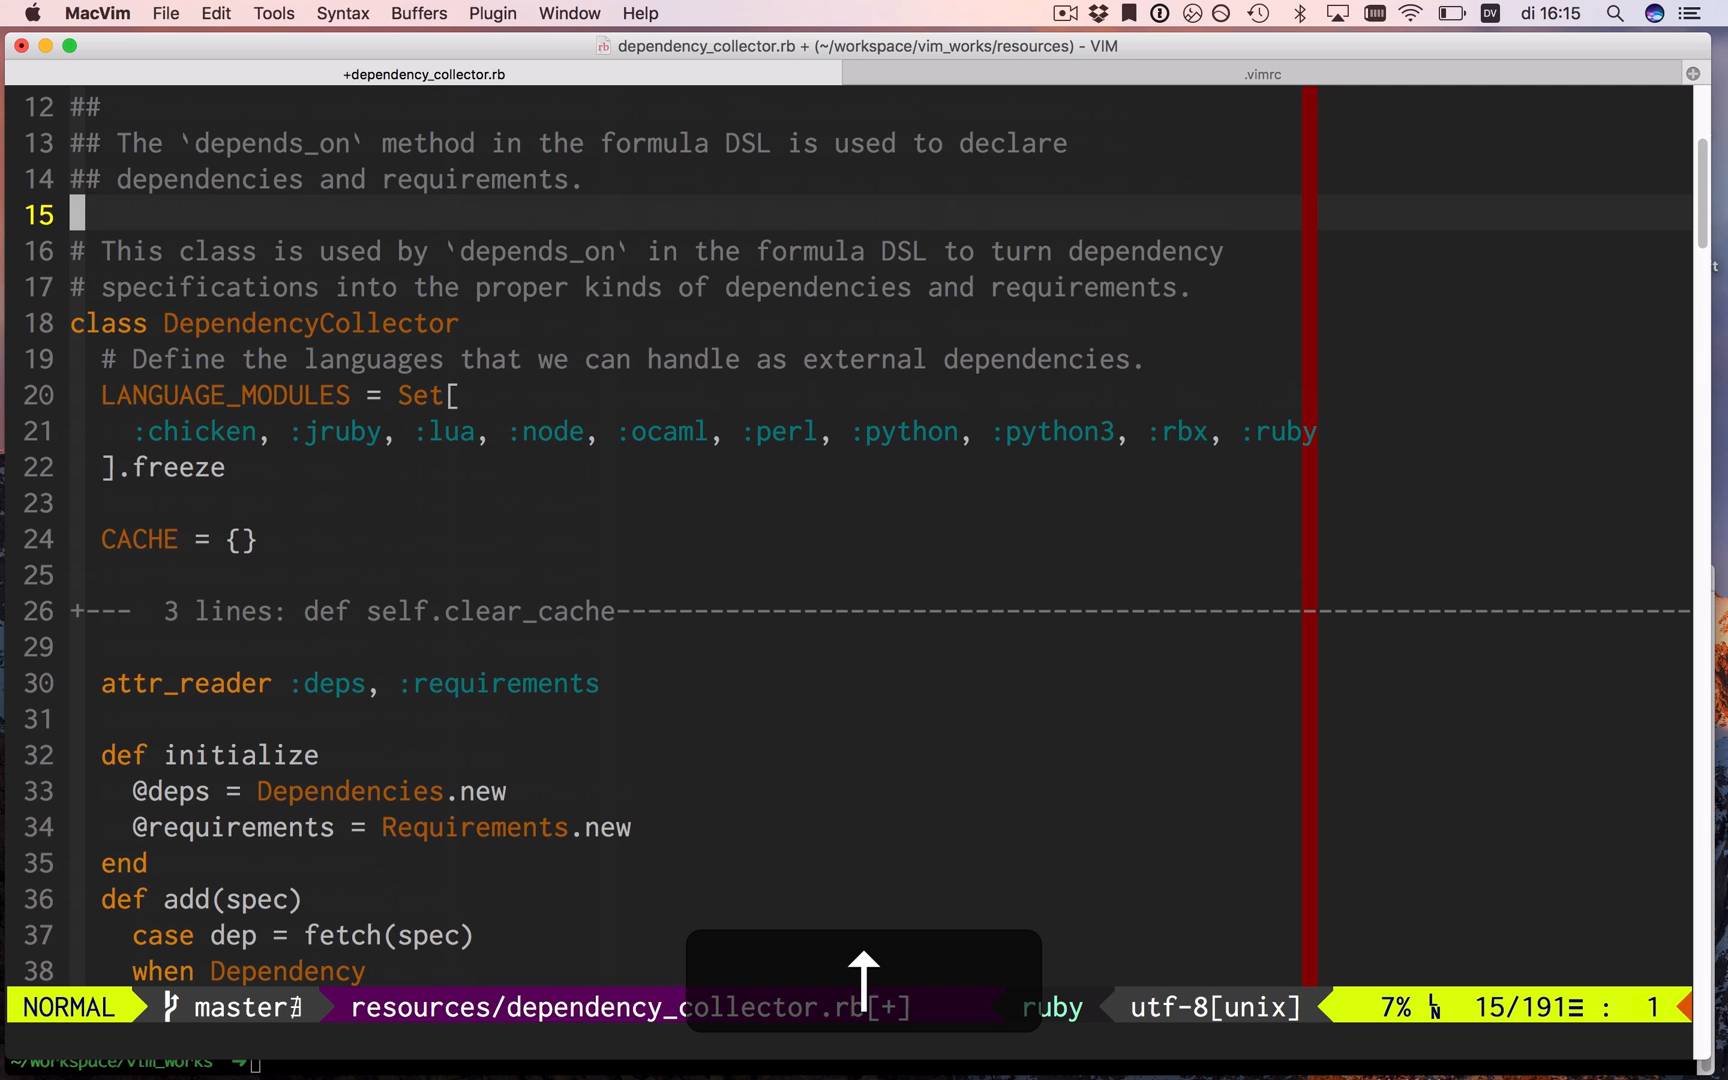 MacVim File Edit Tools Syntax Buffers Plugin Window Help DV di 16:15
dependency_collector.rb + (~/workspace/vim_works/resources) - VIM
+dependency_collector.rb .vimrc
12 ##
13 ## The `depends_on` method in the formula DSL is used to declare
14 ## dependencies and requirements.
15
16 # This class is used by `depends_on` in the formula DSL to turn dependency
17 # specifications into the proper kinds of dependencies and requirements.
18 class DependencyCollector
19 # Define the languages that we can handle as external dependencies.
20 LANGUAGE_MODULES = Set[
21 :chicken, :jruby, :lua, :node, :ocaml, :perl, :python, :python3, :rbx, :ruby
22 ].freeze
23
24 CACHE = {}
25
26 +--- 3 lines: def self.clear_cache---------------------------------------------------------------------
29
30 attr_reader :deps, :requirements
31
32 def initialize
33 @deps = Dependencies.new
34 @requirements = Requirements.new
35 end
36 def add(spec)
37 case dep = fetch(spec)
38 when Dependency
NORMAL master∄ resources/dependency_collector.rb[+] ruby utf-8[unix] 7% ␤ 15/191≡ : 1
~/workspace/vim_works ➜